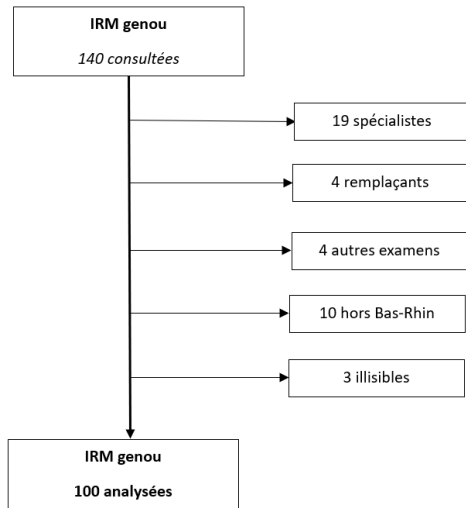 IRM genou
140 consultées
19 spécialistes
4 remplaçants
4 autres examens
10 hors Bas-Rhin
3 illisibles
IRM genou
100 analysées